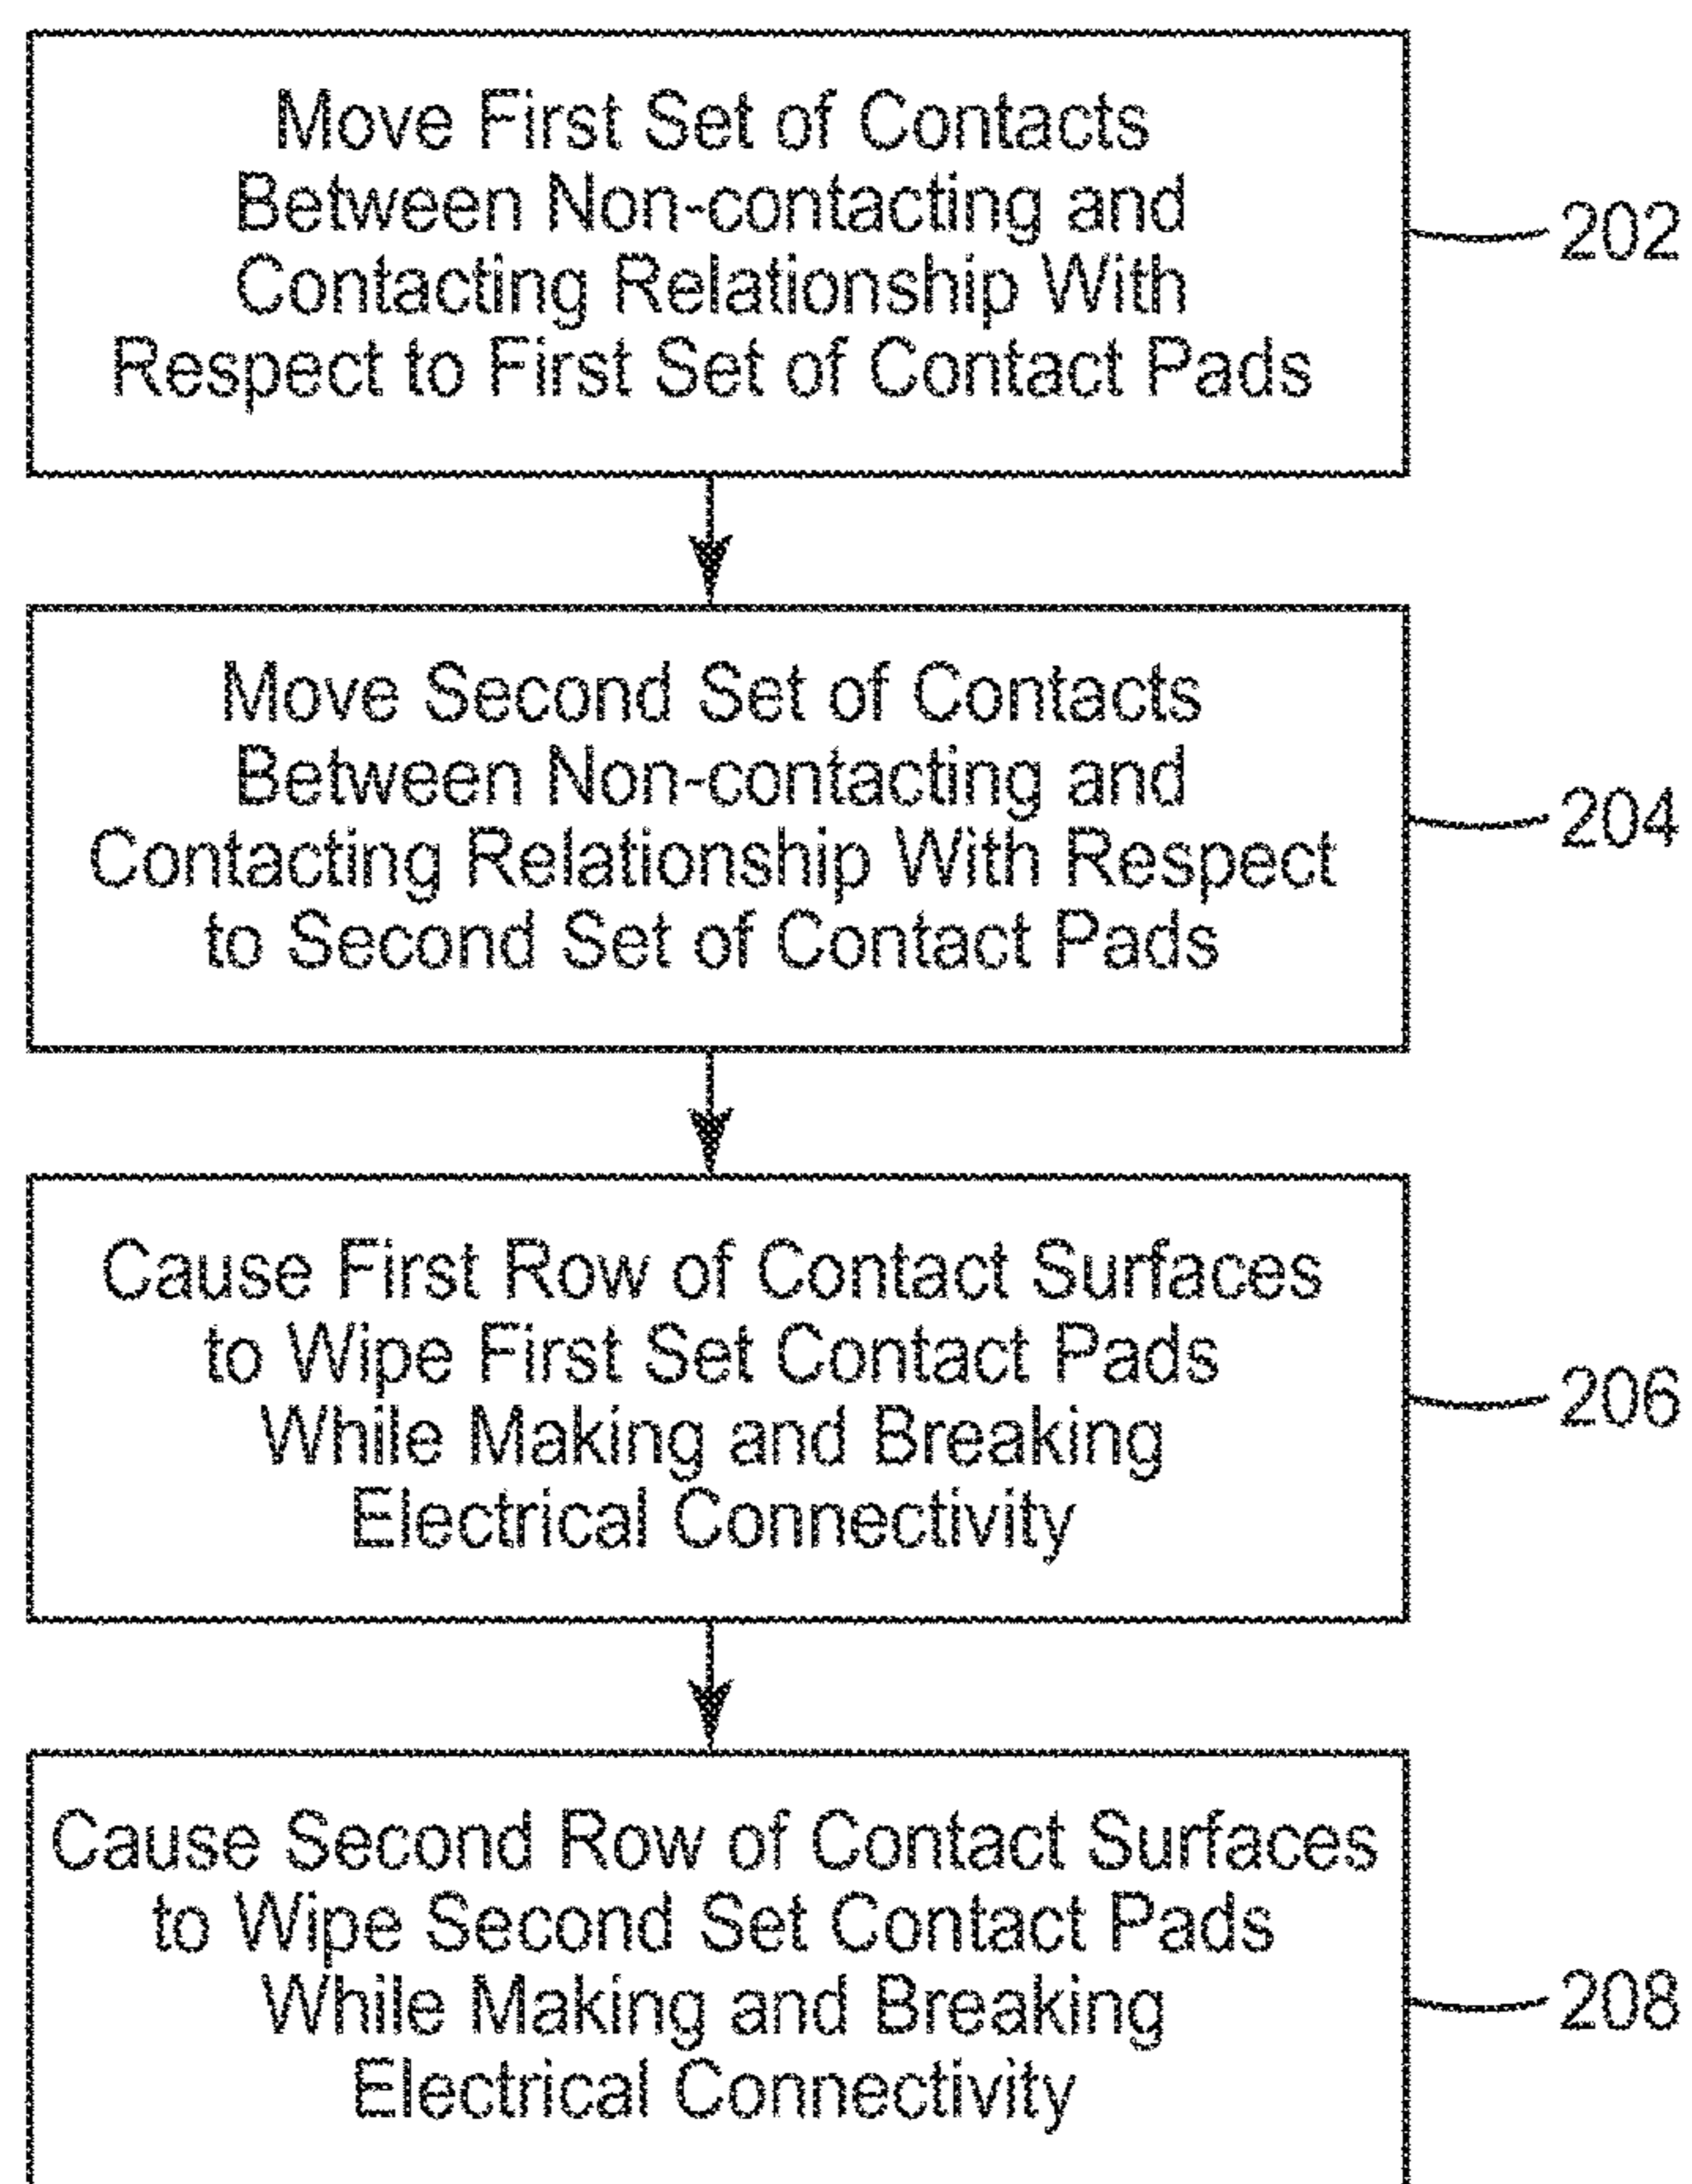 Move First Set of Contacts
Between Non-contacting and
Contacting Relationship With
Respect to First Set of Contact Pads
202
Move Second Set of Contacts
Between Non-contacting and
Contacting Relationship With Respect
to Second Set of Contact Pads
204
Cause First Row of Contact Surfaces
to Wipe First Set Contact Pads
While Making and Breaking
Electrical Connectivity
206
Cause Second Row of Contact Surfaces
to Wipe Second Set Contact Pads
While Making and Breaking
Electrical Connectivity
208